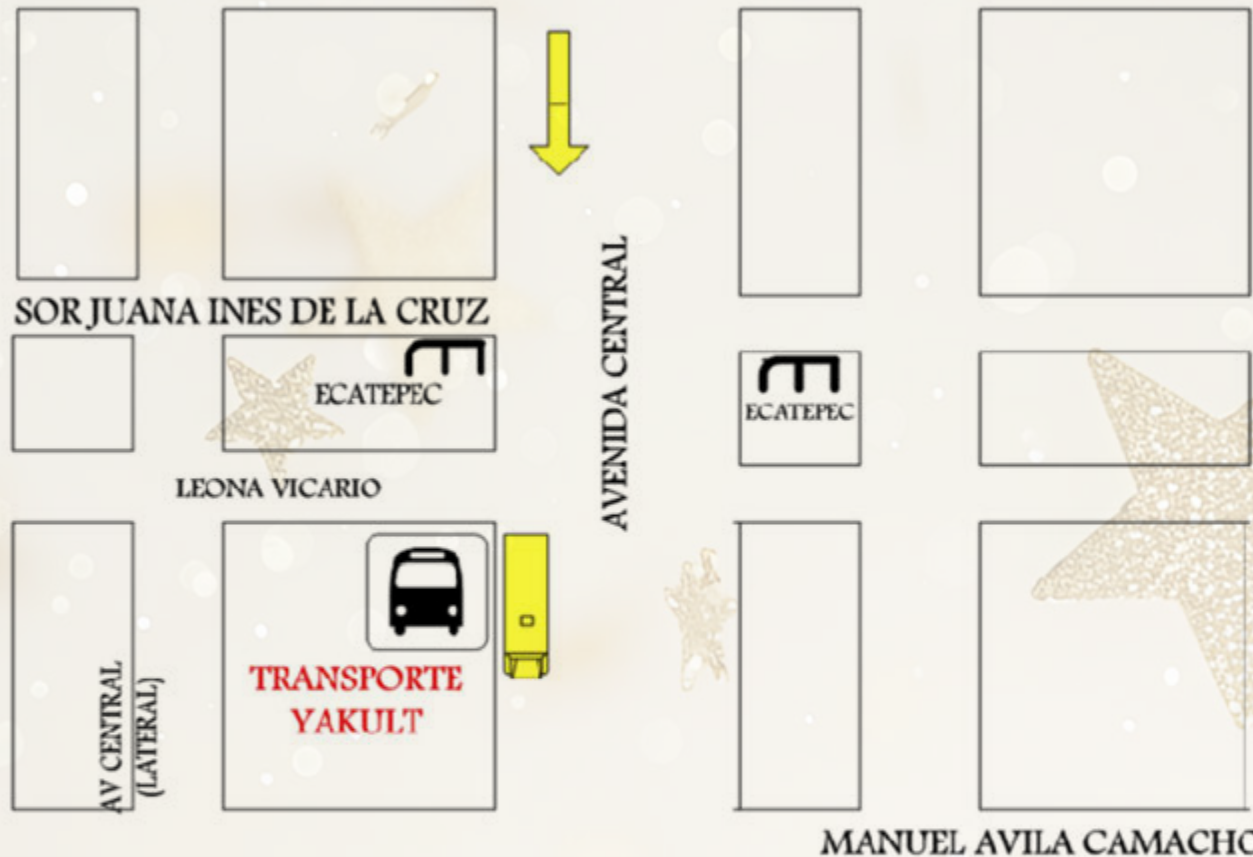 SOR JUANA INES DE LA CRUZ
ECATEPEC
AVENIDA CENTRAL
ECATEPEC
LEONA VICARIO
TRANSPORTE
YAKULT
AV CENTRAL
(LATERAL)
MANUEL AVILA CAMACHO